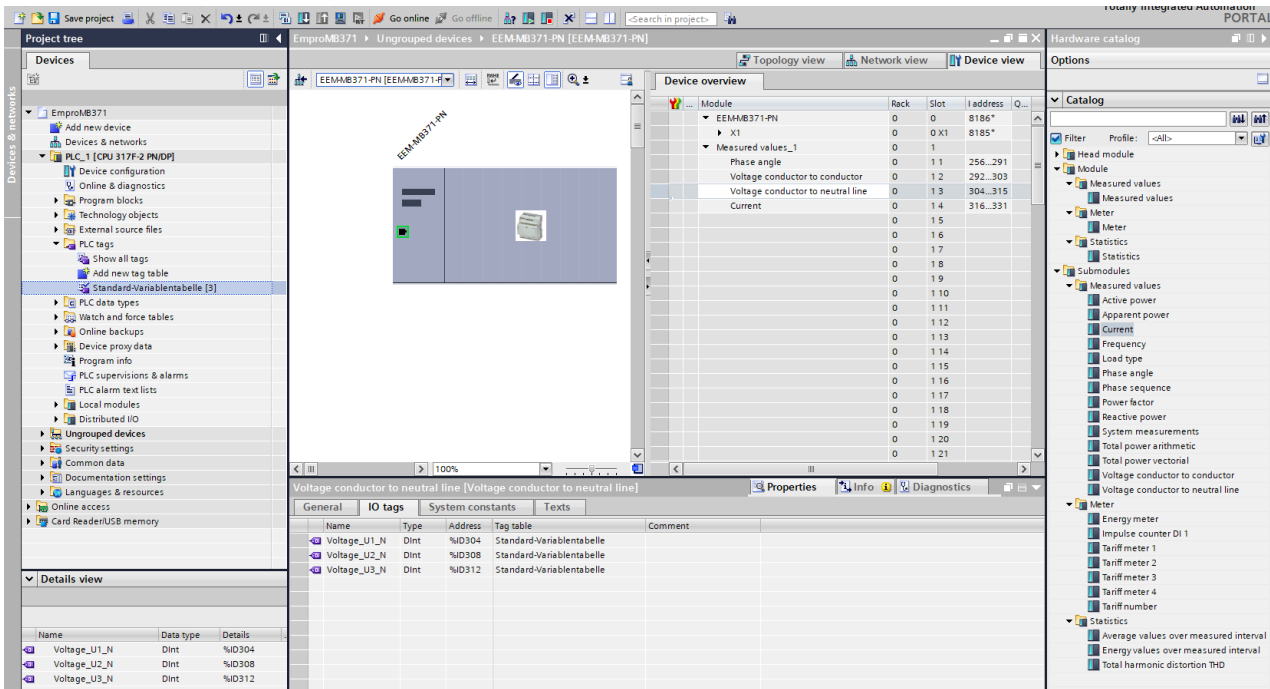 Totally Integrated Automation
PORTAL
Save project
Go online
Go offline
<Search in project>
Project tree
EmproMB371 Ungrouped devices EEM-MB371-PN [EEM-MB371-PN]
Hardware catalog
Devices
Topology view
Network view
Device view
Options
Devices & networks
EEM-MB371-PN [EEM-MB371-P
Device overview
Catalog
EmproMB371
Add new device
Devices & networks
PLC_1 [CPU 317F-2 PN/DP]
Device configuration
Online & diagnostics
Program blocks
Technology objects
External source files
PLC tags
Show all tags
Add new tag table
Standard-Variablentabelle [3]
PLC data types
Watch and force tables
Online backups
Device proxy data
Program info
PLC supervisions & alarms
PLC alarm text lists
Local modules
Distributed I/O
Ungrouped devices
Security settings
Common data
Documentation settings
Languages & resources
Online access
Card Reader/USB memory
EEM-MB371-PN
100%
... Module Rack Slot I address Q...
EEM-MB371-PN 0 0 8186*
X1 0 0 X1 8185*
Measured values_1 0 1
Phase angle 0 1 1 256...291
Voltage conductor to conductor 0 1 2 292...303
Voltage conductor to neutral line 0 1 3 304...315
Current 0 1 4 316...331
0 1 5
0 1 6
0 1 7
0 1 8
0 1 9
0 1 10
0 1 11
0 1 12
0 1 13
0 1 14
0 1 15
0 1 16
0 1 17
0 1 18
0 1 19
0 1 20
0 1 21
Filter Profile: <All>
Head module
Module
Measured values
Measured values
Meter
Meter
Statistics
Statistics
Submodules
Measured values
Active power
Apparent power
Current
Frequency
Load type
Phase angle
Phase sequence
Power factor
Reactive power
System measurements
Total power arithmetic
Total power vectorial
Voltage conductor to conductor
Voltage conductor to neutral line
Meter
Energy meter
Impulse counter DI 1
Tariff meter 1
Tariff meter 2
Tariff meter 3
Tariff meter 4
Tariff number
Statistics
Average values over measured interval
Energy values over measured interval
Total harmonic distortion THD
Voltage conductor to neutral line [Voltage conductor to neutral line]
Properties
Info
Diagnostics
General
IO tags
System constants
Texts
Name Type Address Tag table Comment
Voltage_U1_N DInt %ID304 Standard-Variablentabelle
Voltage_U2_N DInt %ID308 Standard-Variablentabelle
Voltage_U3_N DInt %ID312 Standard-Variablentabelle
Details view
Name Data type Details
Voltage_U1_N DInt %ID304
Voltage_U2_N DInt %ID308
Voltage_U3_N DInt %ID312